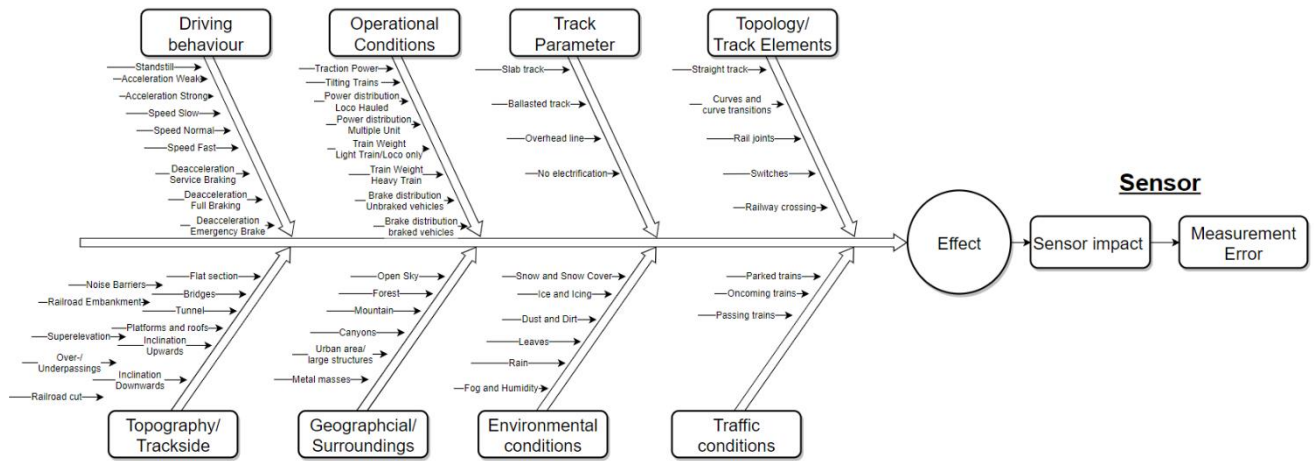 Driving
behaviour
Operational
Conditions
Track
Parameter
Topology/
Track Elements
Standstill
Acceleration Weak
Acceleration Strong
Speed Slow
Speed Normal
Speed Fast
Deacceleration
Service Braking
Deacceleration
Full Braking
Deacceleration
Emergency Brake
Traction Power
Tilting Trains
Power distribution
Loco Hauled
Power distribution
Multiple Unit
Train Weight
Light Train/Loco only
Train Weight
Heavy Train
Brake distribution
Unbraked vehicles
Brake distribution
braked vehicles
Slab track
Ballasted track
Overhead line
No electrification
Straight track
Curves and
curve transitions
Rail joints
Switches
Railway crossing
Sensor
Effect
Sensor impact
Measurement
Error
Flat section
Noise Barriers
Bridges
Railroad Embankment
Tunnel
Platforms and roofs
Superelevation
Inclination
Upwards
Over-/
Underpassings
Inclination
Downwards
Railroad cut
Open Sky
Forest
Mountain
Canyons
Urban area/
large structures
Metal masses
Snow and Snow Cover
Ice and Icing
Dust and Dirt
Leaves
Rain
Fog and Humidity
Parked trains
Oncoming trains
Passing trains
Topography/
Trackside
Geographcial/
Surroundings
Environmental
conditions
Traffic
conditions